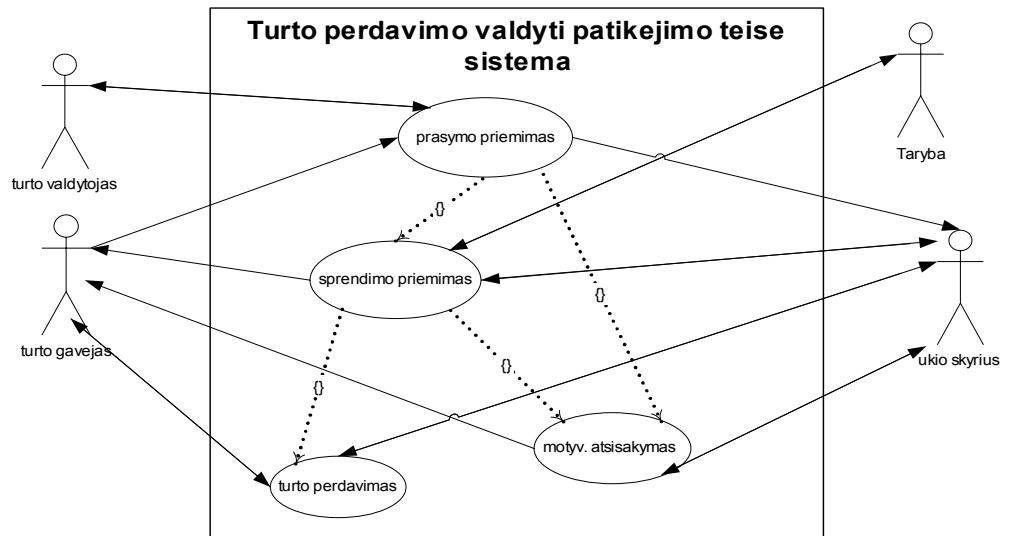 Turto perdavimo valdyti patikejimo teise
sistema
turto valdytojas
prasymo priemimas
Taryba
{}
sprendimo priemimas
{}
turto gavejas
ukio skyrius
{}
{}
motyv. atsisakymas
turto perdavimas